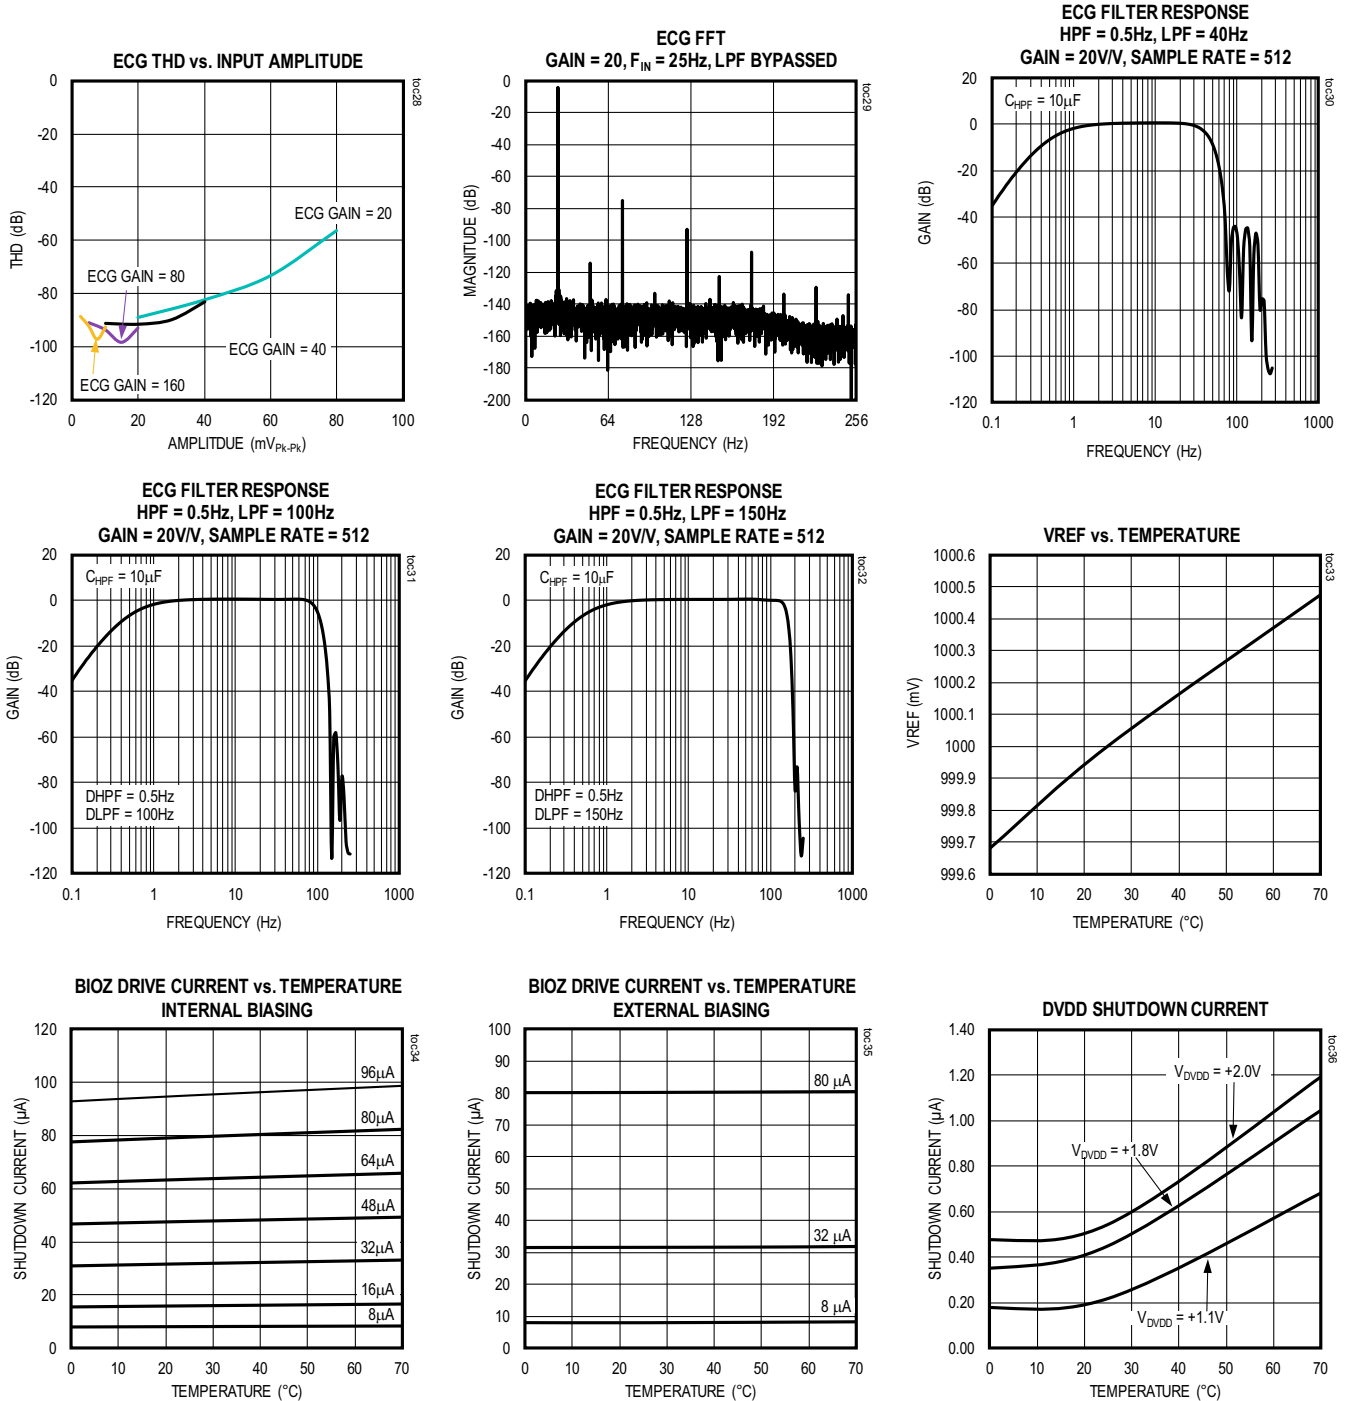 ECG THD vs. INPUT AMPLITUDE
toc28
THD (dB)
0
-20
-40
-60
-80
-100
-120
ECG GAIN = 20
ECG GAIN = 80
ECG GAIN = 40
ECG GAIN = 160
0 20 40 60 80 100
AMPLITDUE (mVPk-Pk)
ECG FFT
GAIN = 20, FIN = 25Hz, LPF BYPASSED
toc29
MAGNITUDE (dB)
0
-20
-40
-60
-80
-100
-120
-140
-160
-180
-200
0 64 128 192 256
FREQUENCY (Hz)
ECG FILTER RESPONSE
HPF = 0.5Hz, LPF = 40Hz
GAIN = 20V/V, SAMPLE RATE = 512
toc30
CHPF = 10µF
GAIN (dB)
20
0
-20
-40
-60
-80
-100
-120
0.1 1 10 100 1000
FREQUENCY (Hz)
ECG FILTER RESPONSE
HPF = 0.5Hz, LPF = 100Hz
GAIN = 20V/V, SAMPLE RATE = 512
toc31
CHPF = 10µF
GAIN (dB)
20
0
-20
-40
-60
-80
-100
-120
DHPF = 0.5Hz
DLPF = 100Hz
0.1 1 10 100 1000
FREQUENCY (Hz)
ECG FILTER RESPONSE
HPF = 0.5Hz, LPF = 150Hz
GAIN = 20V/V, SAMPLE RATE = 512
toc32
CHPF = 10µF
GAIN (dB)
20
0
-20
-40
-60
-80
-100
-120
DHPF = 0.5Hz
DLPF = 150Hz
0.1 1 10 100 1000
FREQUENCY (Hz)
VREF vs. TEMPERATURE
toc33
VREF (mV)
1000.6
1000.5
1000.4
1000.3
1000.2
1000.1
1000
999.9
999.8
999.7
999.6
0 10 20 30 40 50 60 70
TEMPERATURE (°C)
BIOZ DRIVE CURRENT vs. TEMPERATURE
INTERNAL BIASING
toc34
SHUTDOWN CURRENT (µA)
120
100
80
60
40
20
0
96µA
80µA
64µA
48µA
32µA
16µA
8µA
0 10 20 30 40 50 60 70
TEMPERATURE (°C)
BIOZ DRIVE CURRENT vs. TEMPERATURE
EXTERNAL BIASING
toc35
SHUTDOWN CURRENT (µA)
100
90
80
70
60
50
40
30
20
10
0
80 µA
32 µA
8 µA
0 10 20 30 40 50 60 70
TEMPERATURE (°C)
DVDD SHUTDOWN CURRENT
toc36
SHUTDOWN CURRENT (µA)
1.40
1.20
1.00
0.80
0.60
0.40
0.20
0.00
VDVDD = +2.0V
VDVDD = +1.8V
VDVDD = +1.1V
0 10 20 30 40 50 60 70
TEMPERATURE (°C)